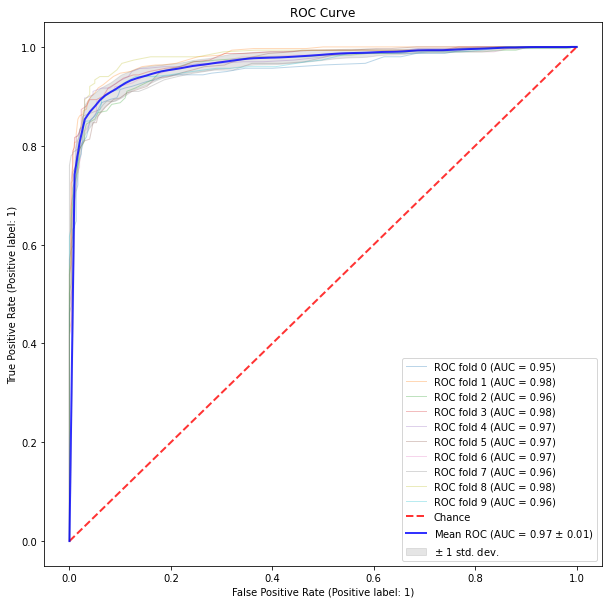 ROC Curve
True Positive Rate (Positive label: 1)
1.0
0.8
0.6
0.4
0.2
0.0
ROC fold 0 (AUC = 0.95)
ROC fold 1 (AUC = 0.98)
ROC fold 2 (AUC = 0.96)
ROC fold 3 (AUC = 0.98)
ROC fold 4 (AUC = 0.97)
ROC fold 5 (AUC = 0.97)
ROC fold 6 (AUC = 0.97)
ROC fold 7 (AUC = 0.96)
ROC fold 8 (AUC = 0.98)
ROC fold 9 (AUC = 0.96)
Chance
Mean ROC (AUC = 0.97 ± 0.01)
± 1 std. dev.
0.0 0.2 0.4 0.6 0.8 1.0
False Positive Rate (Positive label: 1)